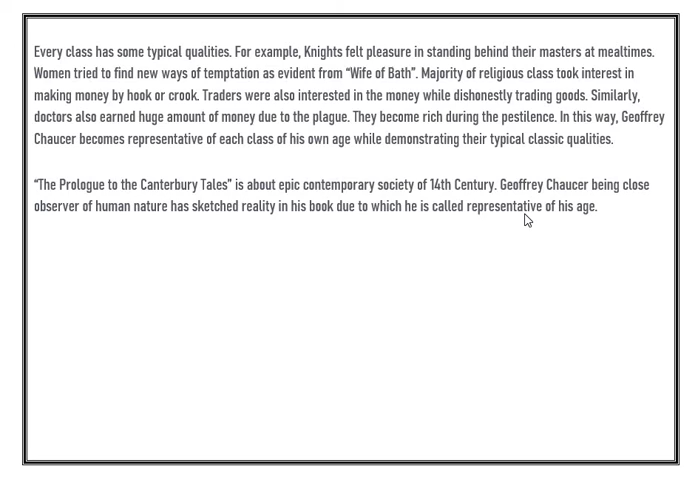 Every class has some typical qualities. For example, Knights felt pleasure in standing behind their masters at mealtimes.
Women tried to find new ways of temptation as evident from “Wife of Bath”. Majority of religious class took interest in
making money by hook or crook. Traders were also interested in the money while dishonestly trading goods. Similarly,
doctors also earned huge amount of money due to the plague. They become rich during the pestilence. In this way, Geoffrey
Chaucer becomes representative of each class of his own age while demonstrating their typical classic qualities.
“The Prologue to the Canterbury Tales” is about epic contemporary society of 14th Century. Geoffrey Chaucer being close
observer of human nature has sketched reality in his book due to which he is called representative of his age.